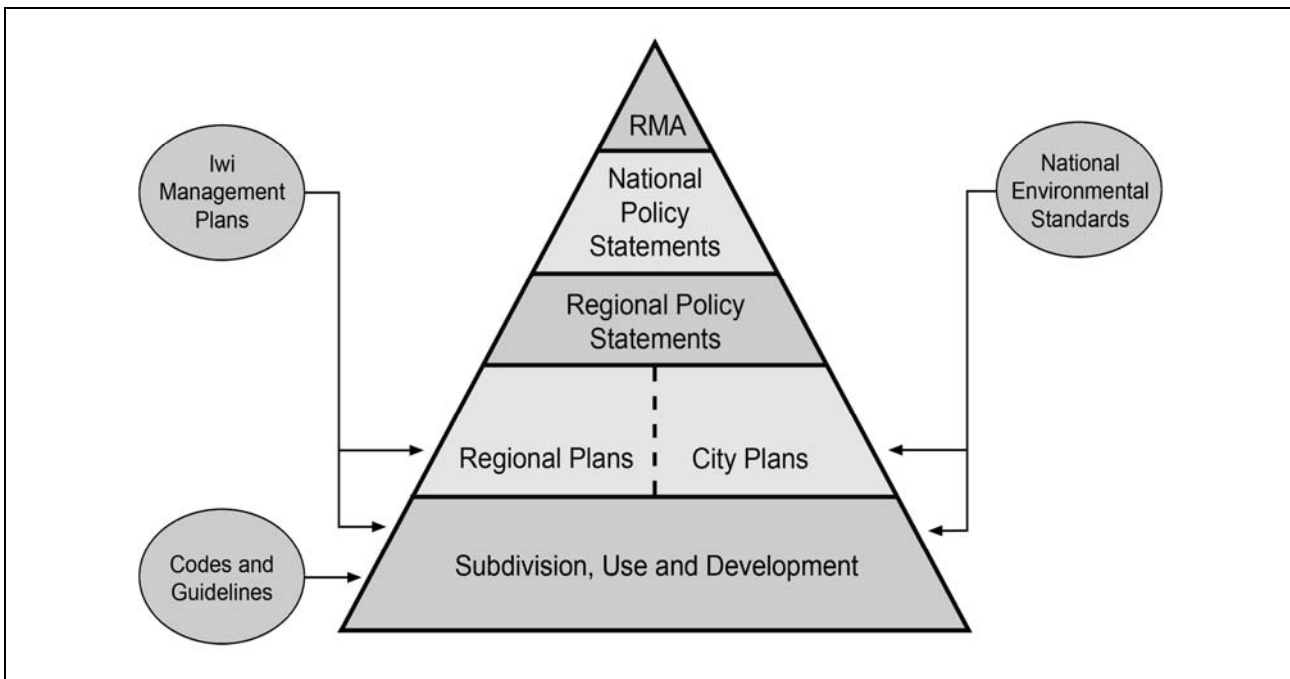 RMA
Iwi
Management
Plans
National
Policy
Statements
National
Environmental
Standards
Regional Policy
Statements
Regional Plans
City Plans
Codes and
Guidelines
Subdivision, Use and Development